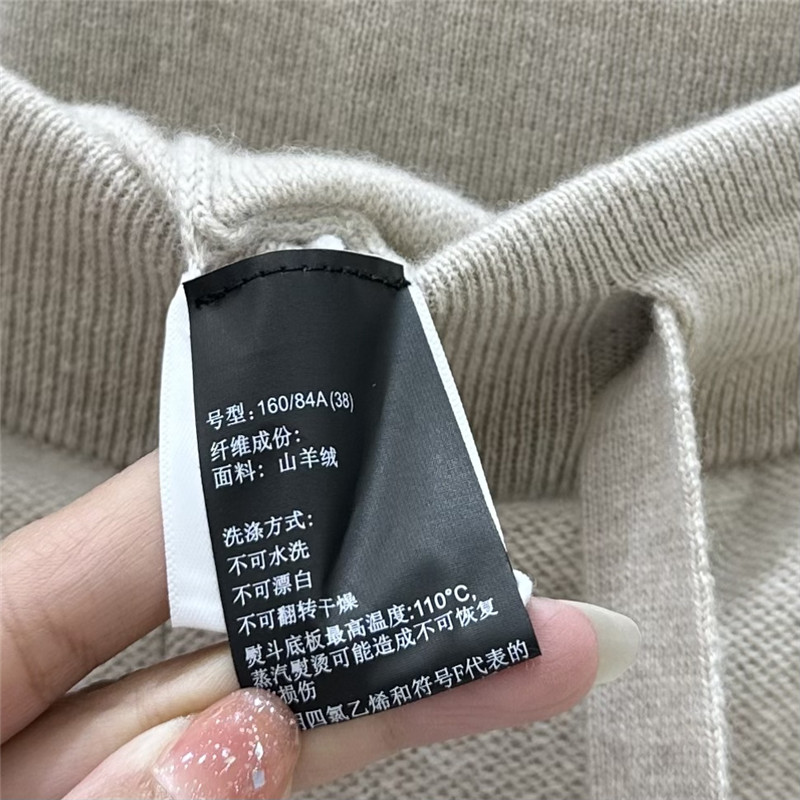 号型:160/84A(38)
纤维成份:
面料: 山羊绒
洗涤方式:
不可水洗
不可漂白
不可翻转干燥
熨斗底板最高温度:110°C,
蒸汽熨烫可能造成不可恢复
损伤
四氯乙烯和符号F代表的